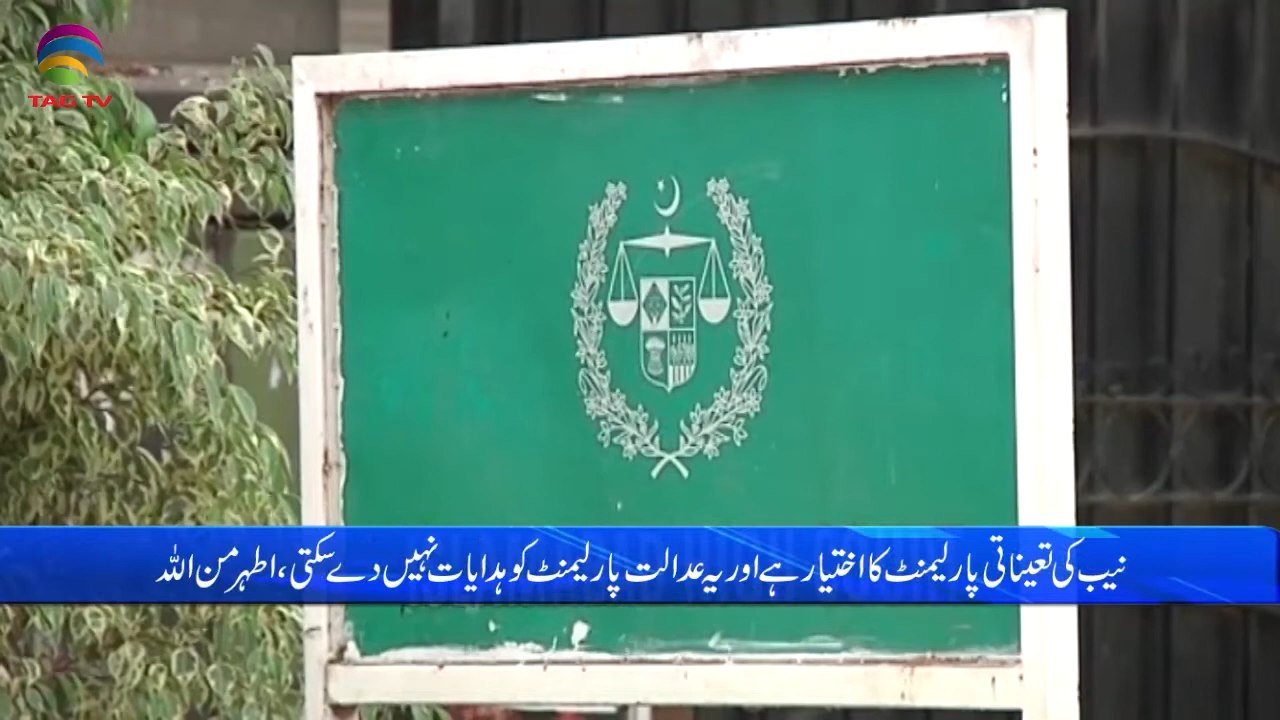 TAG TV
نیب کی تعیناتی پارلیمنٹ کا اختیار ہے اور یہ عدالت پارلیمنٹ کو ہدایات نہیں دے سکتی، اطہر من اللہ